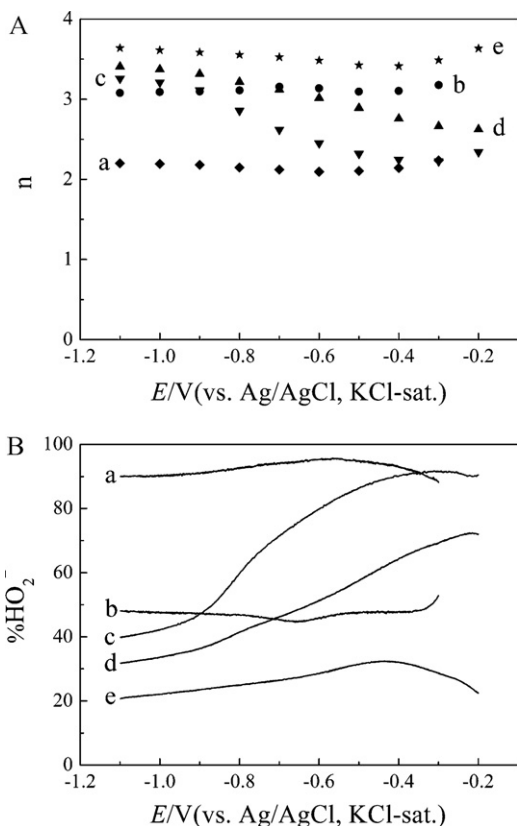 A
4
3
2
1
0
n
c
a
b
e
d
-1.2
-1.0
-0.8
-0.6
-0.4
-0.2
E/V(vs. Ag/AgCl, KCl-sat.)
B
100
80
60
40
20
0
%HO₂⁻
a
b
c
d
e
-1.2
-1.0
-0.8
-0.6
-0.4
-0.2
E/V(vs. Ag/AgCl, KCl-sat.)